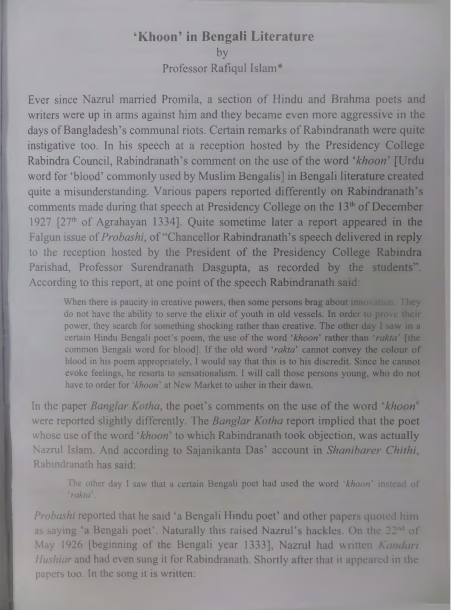 ‘Khoon’ in Bengali Literature
by
Professor Rafiqul Islam*
Ever since Nazrul married Promila, a section of Hindu and Brahma poets and
writers were up in arms against him and they became even more aggressive in the
days of Bangladesh’s communal riots. Certain remarks of Rabindranath were quite
instigative too. In his speech at a reception hosted by the Presidency College
Rabindra Council, Rabindranath’s comment on the use of the word ‘khoon’ [Urdu
word for ‘blood’ commonly used by Muslim Bengalis] in Bengali literature created
quite a misunderstanding. Various papers reported differently on Rabindranath’s
comments made during that speech at Presidency College on the 13th of December
1927 [27th of Agrahayan 1334]. Quite sometime later a report appeared in the
Falgun issue of Probashi, of “Chancellor Rabindranath’s speech delivered in reply
to the reception hosted by the President of the Presidency College Rabindra
Parishad, Professor Surendranath Dasgupta, as recorded by the students”.
According to this report, at one point of the speech Rabindranath said:
When there is paucity in creative powers, then some persons brag about innovation. They
do not have the ability to serve the elixir of youth in old vessels. In order to prove their
power, they search for something shocking rather than creative. The other day I saw in a
certain Hindu Bengali poet’s poem, the use of the word ‘khoon’ rather than ‘rakta’ [the
common Bengali word for blood]. If the old word ‘rakta’ cannot convey the colour of
blood in his poem appropriately, I would say that this is to his discredit. Since he cannot
evoke feelings, he resorts to sensationalism. I will call those persons young, who do not
have to order for ‘khoon’ at New Market to usher in their dawn.
In the paper Banglar Kotha, the poet’s comments on the use of the word ‘khoon’
were reported slightly differently. The Banglar Kotha report implied that the poet
whose use of the word ‘khoon’ to which Rabindranath took objection, was actually
Nazrul Islam. And according to Sajanikanta Das’ account in Shanibarer Chithi,
Rabindranath has said:
The other day I saw that a certain Bengali poet had used the word ‘khoon’ instead of
‘rakta’.
Probashi reported that he said ‘a Bengali Hindu poet’ and other papers quoted him
as saying ‘a Bengali poet’. Naturally this raised Nazrul’s hackles. On the 22nd of
May 1926 [beginning of the Bengali year 1333], Nazrul had written Kandari
Hushiar and had even sung it for Rabindranath. Shortly after that it appeared in the
papers too. In the song it is written: